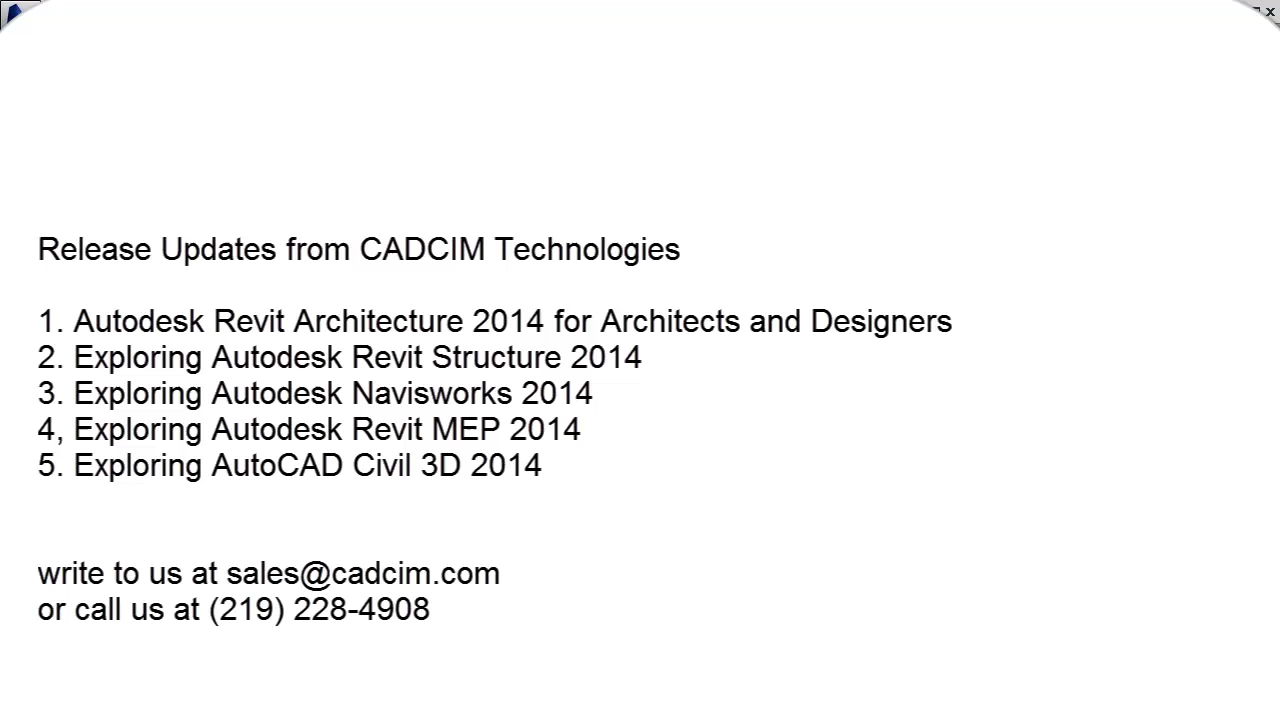 Release Updates from CADCIM Technologies
1. Autodesk Revit Architecture 2014 for Architects and Designers
2. Exploring Autodesk Revit Structure 2014
3. Exploring Autodesk Navisworks 2014
4, Exploring Autodesk Revit MEP 2014
5. Exploring AutoCAD Civil 3D 2014
write to us at sales@cadcim.com
or call us at (219) 228-4908